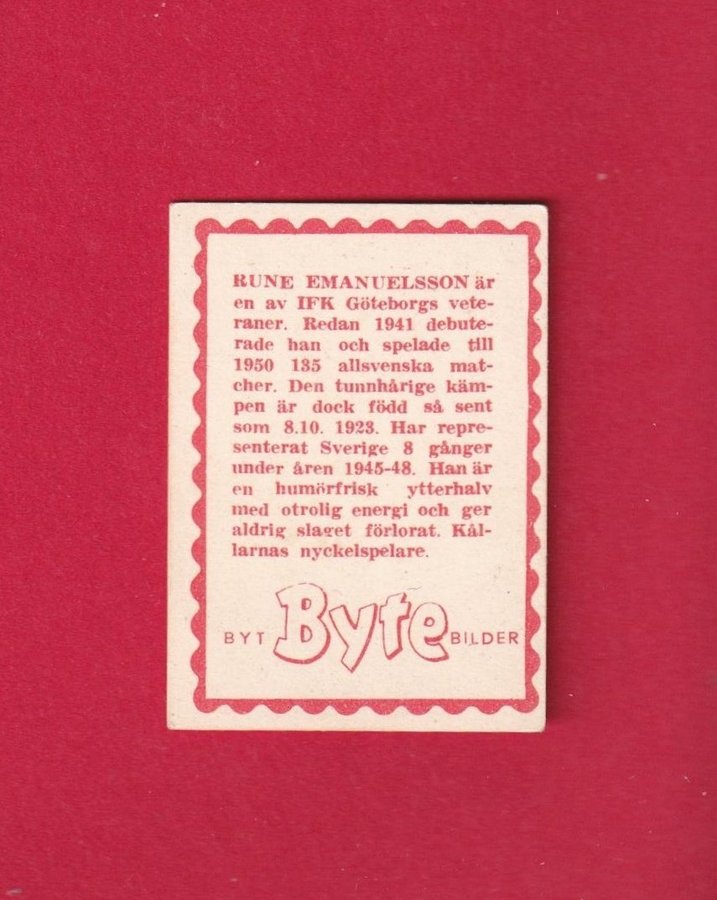 RUNE EMANUELSSON är
en av IFK Göteborgs vete-
raner. Redan 1941 debute-
rade han och spelade till
1950 135 allsvenska mat-
cher. Den tunnhårige käm-
pen är dock född så sent
som 8.10. 1923. Har repre-
senterat Sverige 8 gånger
under åren 1945-48. Han är
en humörfrisk ytterhalv
med otrolig energi och ger
aldrig slaget förlorat. Kål-
larnas nyckelspelare.
BYT Byte BILDER